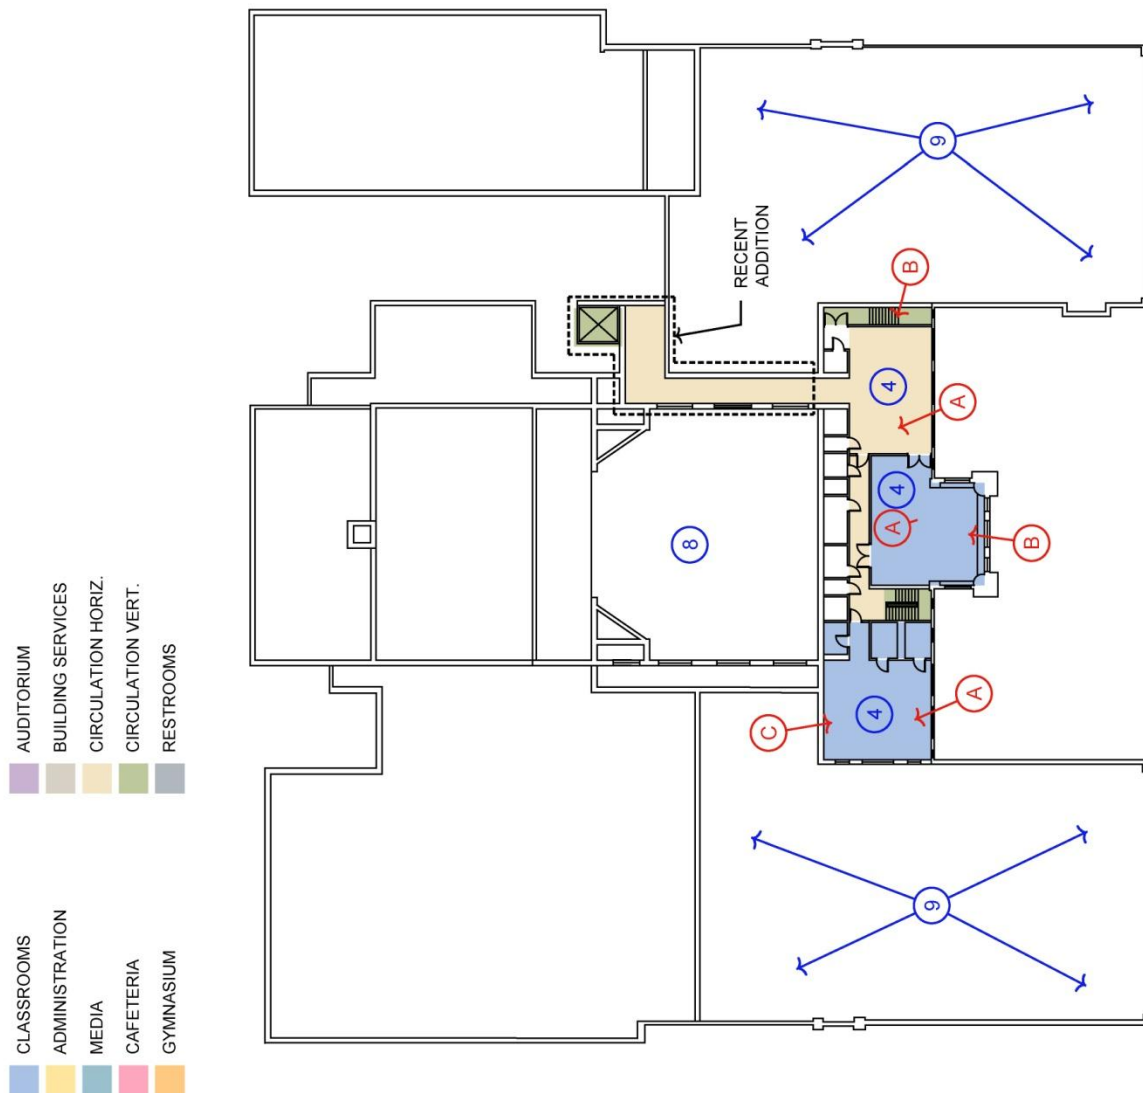 CLASSROOMS
ADMINISTRATION
MEDIA
CAFETERIA
GYMNASIUM
AUDITORIUM
BUILDING SERVICES
CIRCULATION HORIZ.
CIRCULATION VERT.
RESTROOMS
9
9
8
RECENT
ADDITION
C
4
A
4
A
B
4
A
B